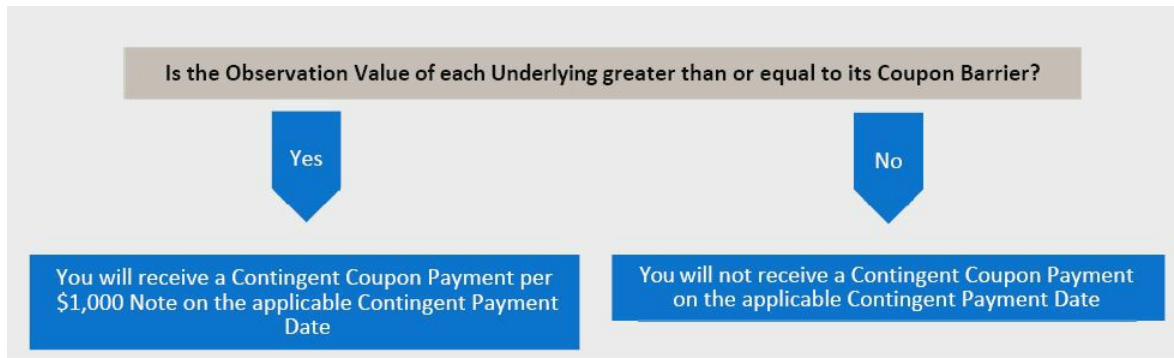 Is the Observation Value of each Underlying greater than or equal to its Coupon Barrier?
Yes
No
You will receive a Contingent Coupon Payment per
$1,000 Note on the applicable Contingent Payment
Date
You will not receive a Contingent Coupon Payment
on the applicable Contingent Payment Date